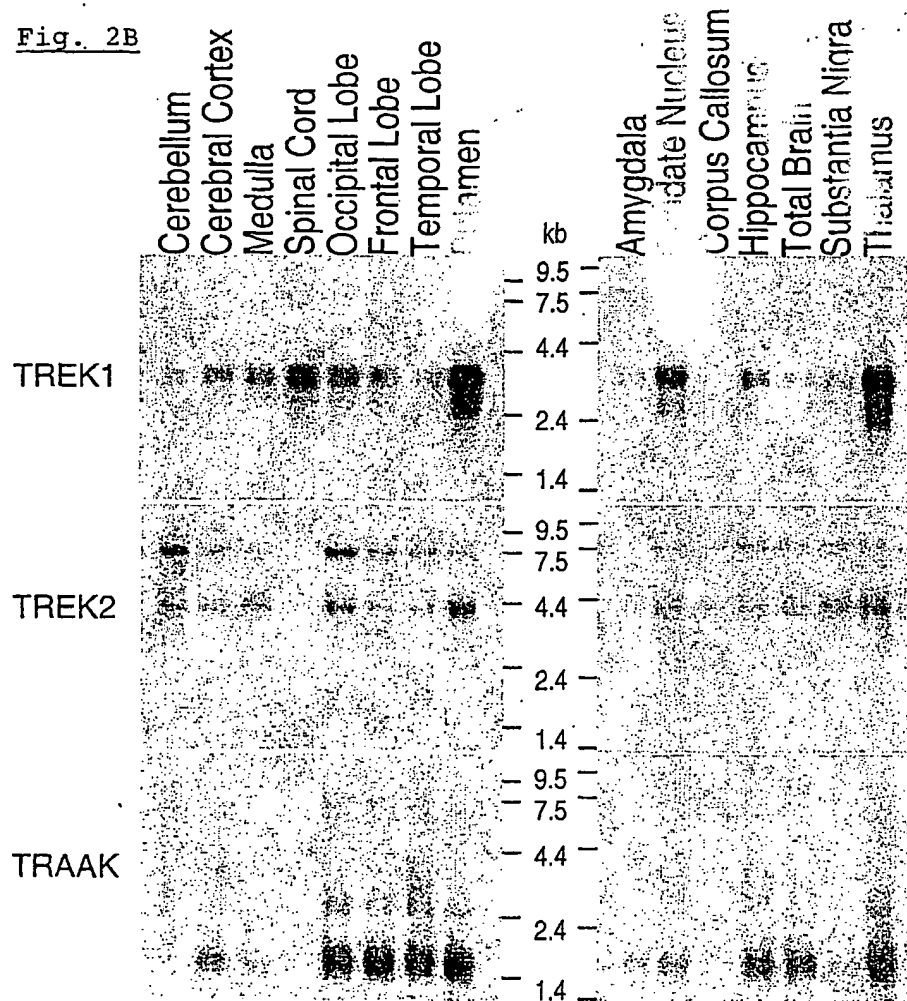 Fig. 2B
Cerebellum
Cerebral Cortex
Medulla
Spinal Cord
Occipital Lobe
Frontal Lobe
Temporal Lobe
kb
Amygdala
Nucleus
Corpus Callosum
Hippocampus
Total Brain
Substantia Nigra
Thalamus
TREK1
9.5
7.5
4.4
2.4
1.4
TREK2
9.5
7.5
4.4
2.4
1.4
TRAAK
9.5
7.5
4.4
2.4
1.4